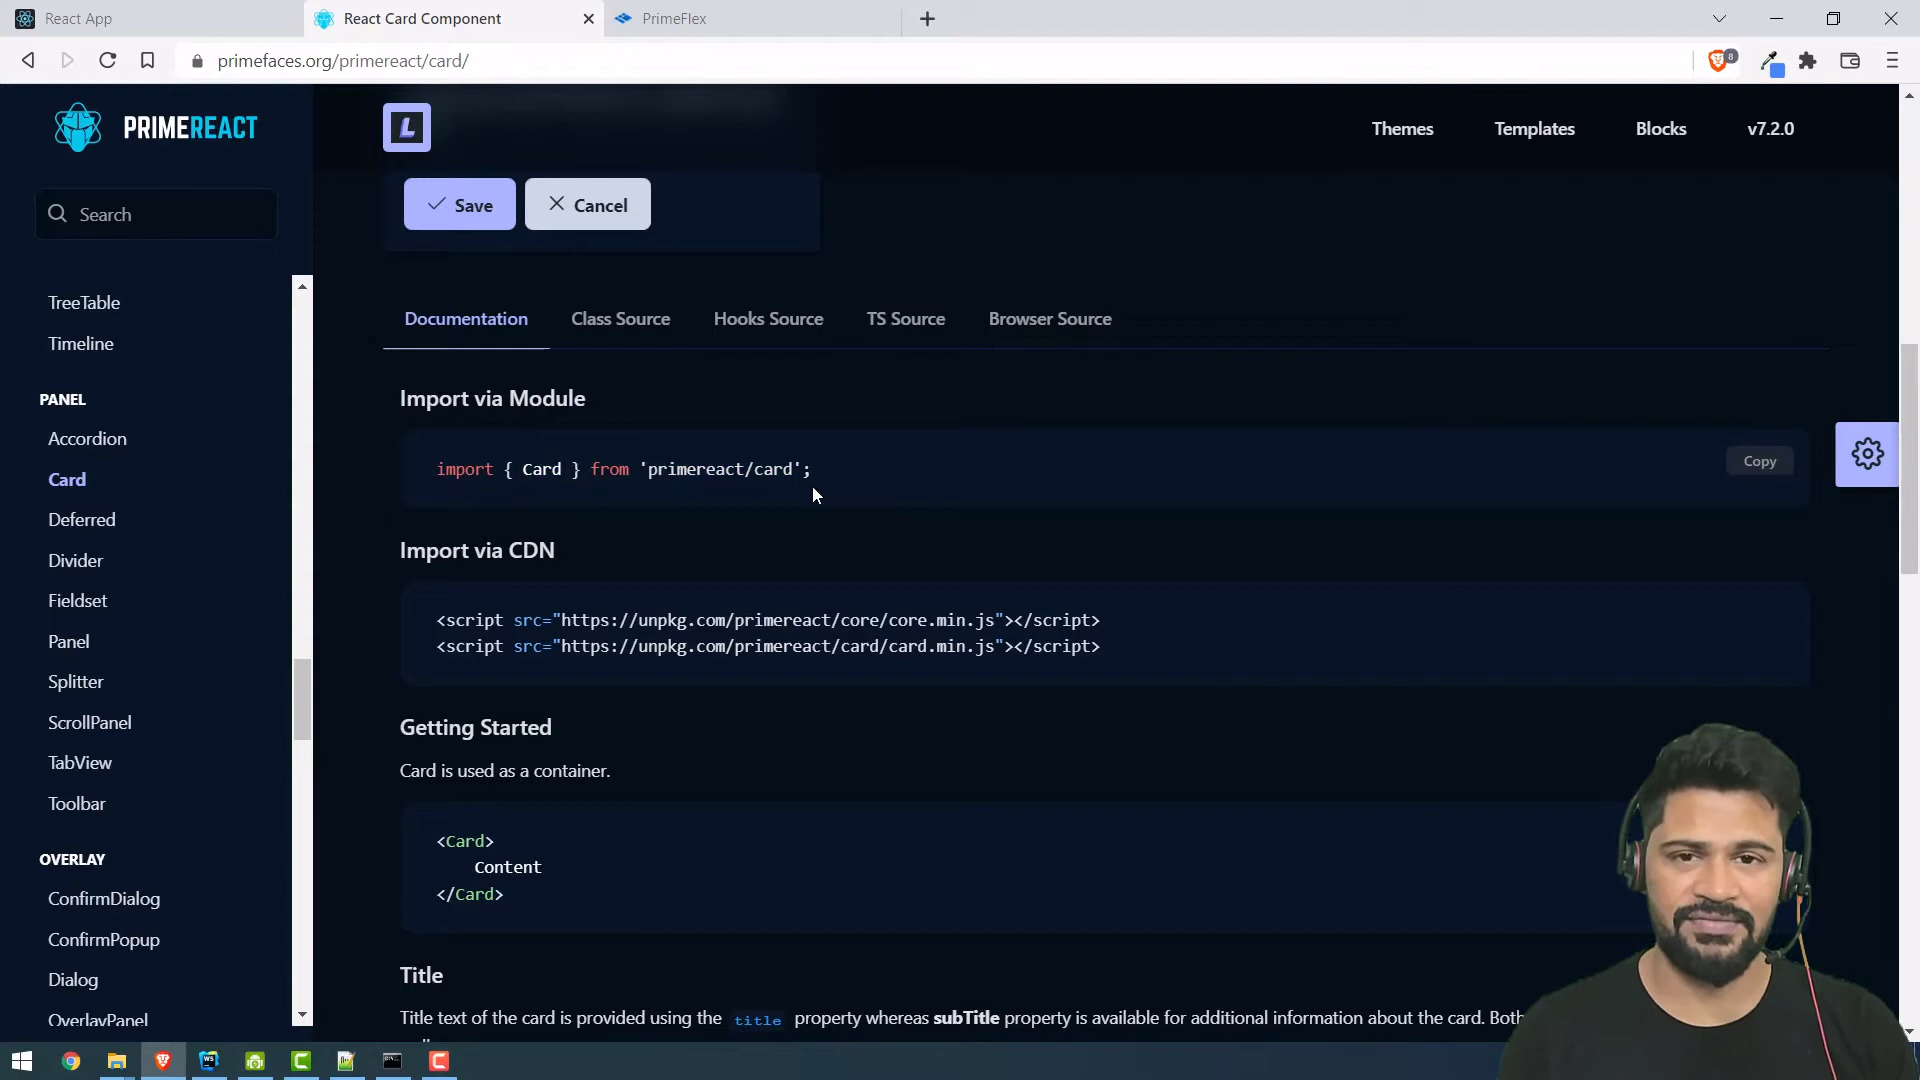 React App
React Card Component
PrimeFlex
primefaces.org/primereact/card/
8
PRIMEREACT
L
Themes
Templates
Blocks
v7.2.0
Search
Save
Cancel
TreeTable
Timeline
PANEL
Accordion
Card
Deferred
Divider
Fieldset
Panel
Splitter
ScrollPanel
TabView
Toolbar
OVERLAY
ConfirmDialog
ConfirmPopup
Dialog
OverlayPanel
Documentation
Class Source
Hooks Source
TS Source
Browser Source
Import via Module
import { Card } from 'primereact/card';
Copy
Import via CDN
<script src="https://unpkg.com/primereact/core/core.min.js"></script>
<script src="https://unpkg.com/primereact/card/card.min.js"></script>
Getting Started
Card is used as a container.
<Card>
Content
</Card>
Title
Title text of the card is provided using the title property whereas subTitle property is available for additional information about the card. Both
WS